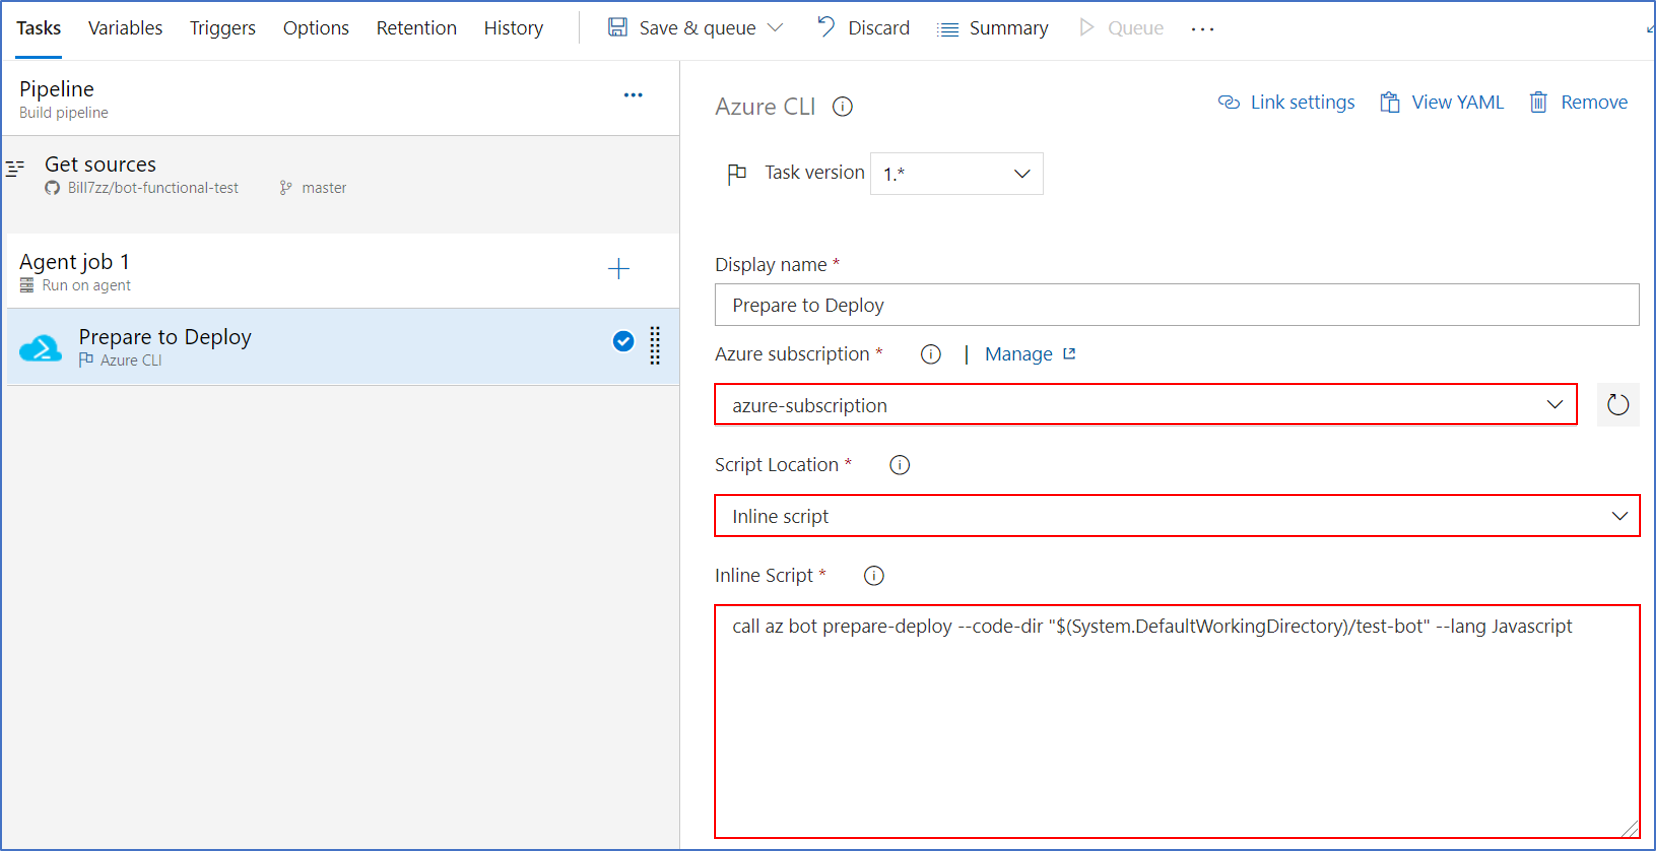 Tasks Variables Triggers Options Retention History Save & queue Discard Summary Queue ...
Pipeline ...
Build pipeline
Get sources
Bill7zz/bot-functional-test master
Agent job 1
Run on agent
Prepare to Deploy
Azure CLI
Azure CLI Link settings View YAML Remove
Task version 1.*
Display name *
Prepare to Deploy
Azure subscription * | Manage
azure-subscription
Script Location *
Inline script
Inline Script *
call az bot prepare-deploy --code-dir "$(System.DefaultWorkingDirectory)/test-bot" --lang Javascript